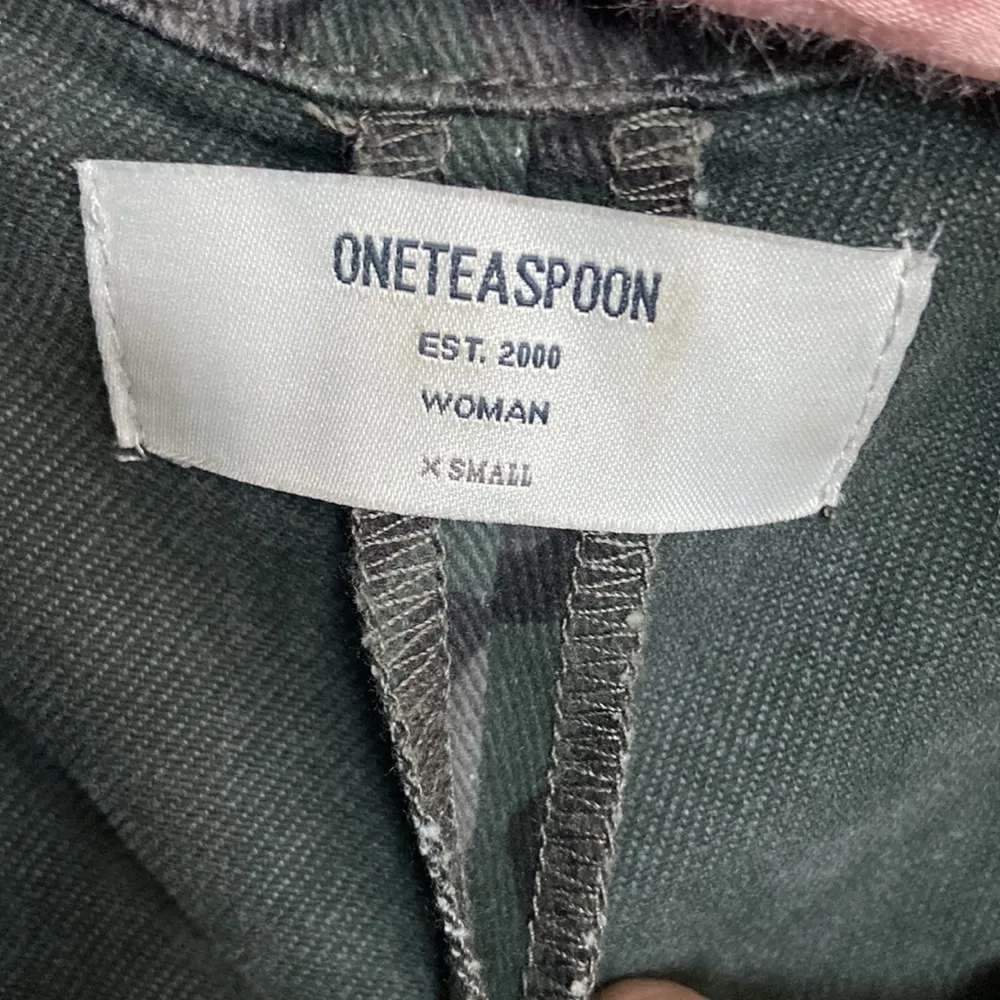 ONETEASPOON
EST. 2000
WOMAN
X SMALL